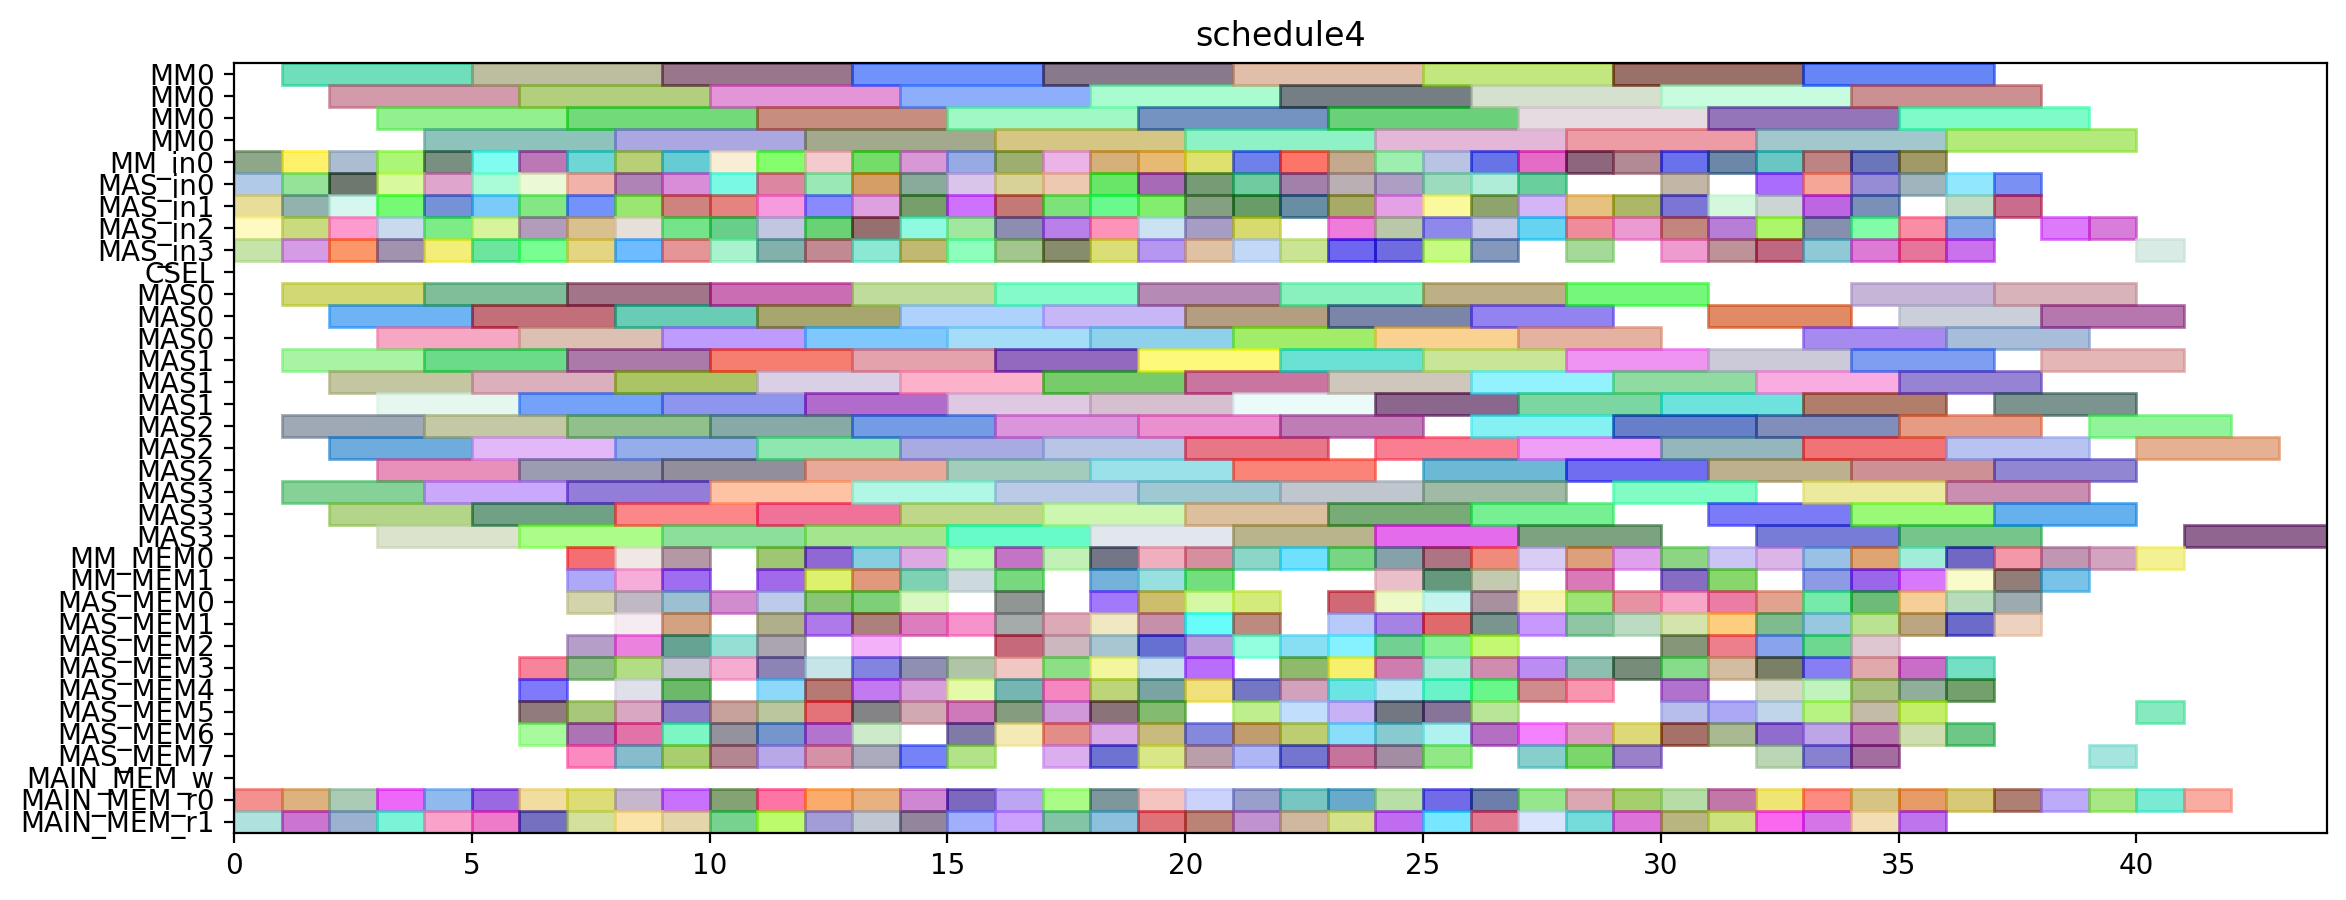 schedule4
MM0
MM0
MM0
MM0
MM_in0
MAS_in0
MAS_in1
MAS_in2
MAS_in3
CSEL
MAS0
MAS0
MAS0
MAS1
MAS1
MAS1
MAS2
MAS2
MAS2
MAS3
MAS3
MAS3
MM_MEM0
MM_MEM1
MAS_MEM0
MAS_MEM1
MAS_MEM2
MAS_MEM3
MAS_MEM4
MAS_MEM5
MAS_MEM6
MAS_MEM7
MAIN_MEM_w
MAIN_MEM_r0
MAIN_MEM_r1
0 5 10 15 20 25 30 35 40